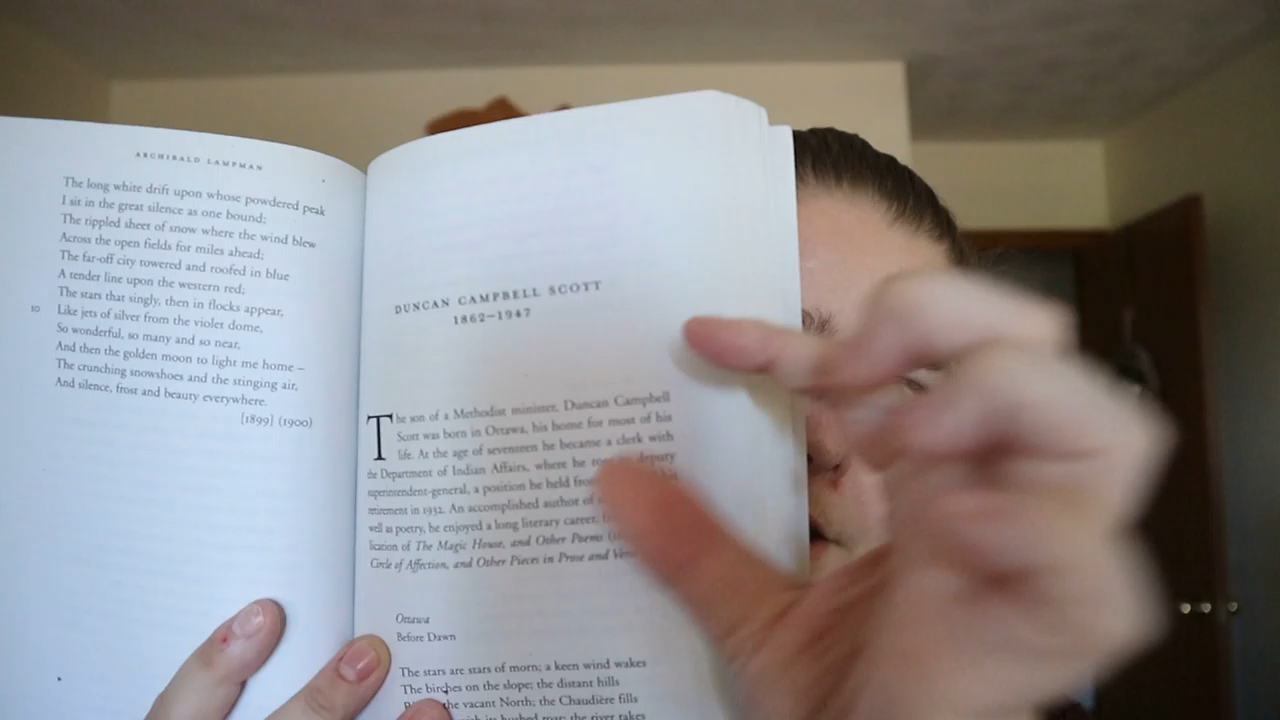 ARCHIBALD LAMPMAN
The long white drift upon whose powdered peak
I sit in the great silence as one bound;
The rippled sheet of snow where the wind blew
Across the open fields for miles ahead;
The far-off city towered and roofed in blue
A tender line upon the western red;
The stars that singly, then in flocks appear,
10 Like jets of silver from the violet dome,
So wonderful, so many and so near,
And then the golden moon to light me home –
The crunching snowshoes and the stinging air,
And silence, frost and beauty everywhere.
[1899] (1900)
DUNCAN CAMPBELL SCOTT
1862–1947
The son of a Methodist minister, Duncan Campbell
Scott was born in Ottawa, his home for most of his
life. At the age of seventeen he became a clerk with
the Department of Indian Affairs, where he deputy
superintendent-general, a position he held
retirement in 1932. An accomplished author of
well as poetry, he enjoyed a long literary career,
lication of The Magic House, and Other Poems
Circle of Affection, and Other Pieces in Prose and
Ottawa
Before Dawn
The stars are stars of morn; a keen wind wakes
The birches on the slope; the distant hills
the vacant North; the Chaudière fills
its hushed roar; the river takes